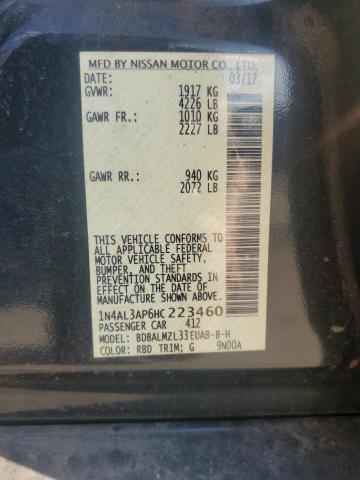 MFD BY NISSAN MOTOR CO., LTD.
DATE: 03/17
GVWR: 1917 KG
4226 LB
GAWR FR.: 1010 KG
2227 LB
GAWR RR.: 940 KG
2072 LB
THIS VEHICLE CONFORMS TO
ALL APPLICABLE FEDERAL
MOTOR VEHICLE SAFETY,
BUMPER, AND THEFT
PREVENTION STANDARDS IN
EFFECT ON THE DATE OF
MANUFACTURE SHOWN ABOVE.
1N4AL3AP6HC 223460
PASSENGER CAR 412
MODEL: BDBALMZL33EUAB-B-H
COLOR: RBD TRIM: G 9N00A